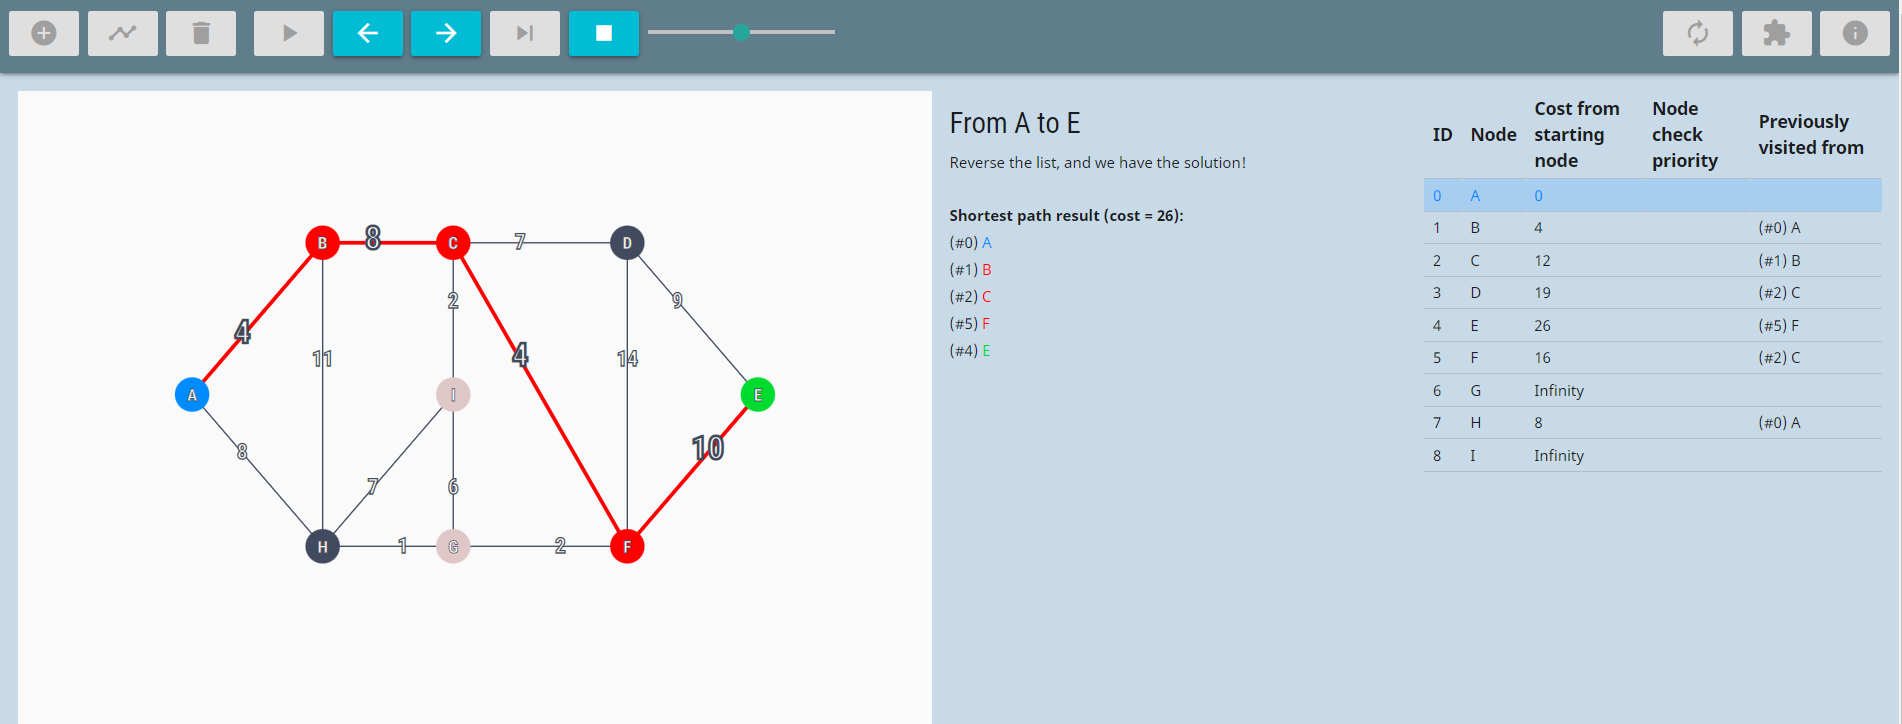 From A to E
Reverse the list, and we have the solution!
Shortest path result (cost = 26):
(#0) A
(#1) B
(#2) C
(#5) F
(#4) E
B 8 C 7 D
2 9
4
11 4 14
A I E
8 10
7 6
H 1 G 2 F
ID Node Cost from starting node Node check priority Previously visited from
0 A 0
1 B 4 (#0) A
2 C 12 (#1) B
3 D 19 (#2) C
4 E 26 (#5) F
5 F 16 (#2) C
6 G Infinity
7 H 8 (#0) A
8 I Infinity